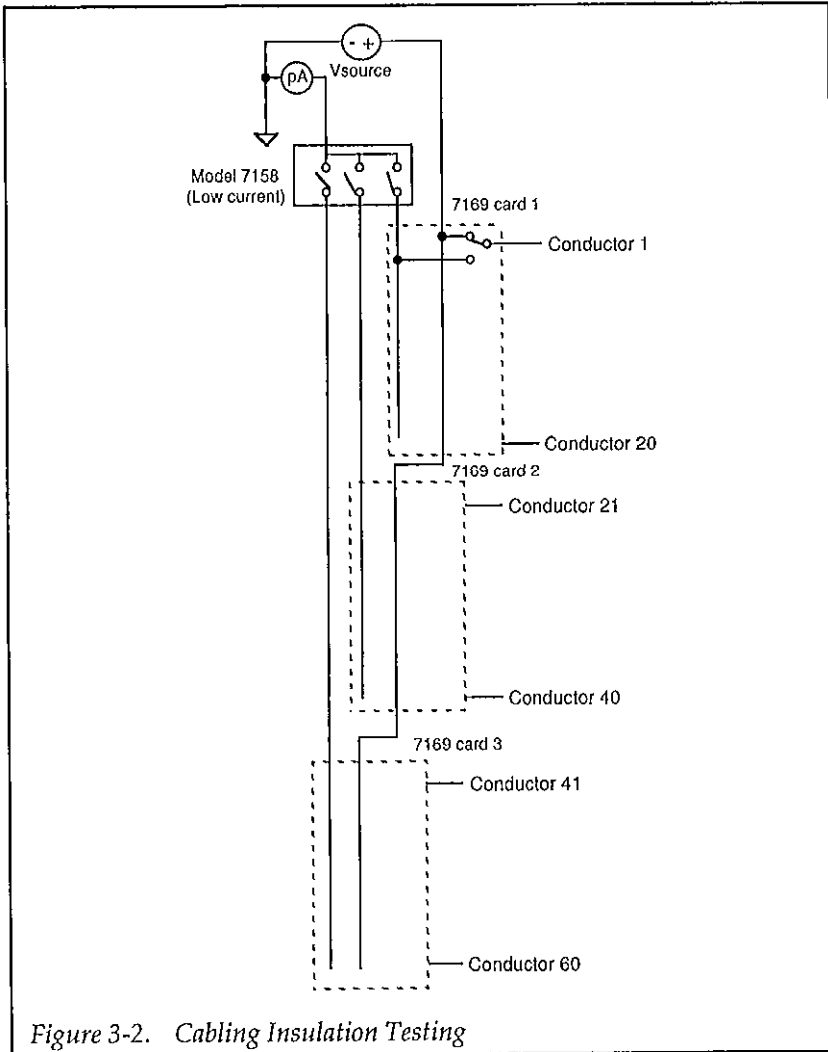 - +
Vsource
pA
Model 7158
(Low current)
7169 card 1
Conductor 1
Conductor 20
7169 card 2
Conductor 21
Conductor 40
7169 card 3
Conductor 41
Conductor 60
Figure 3-2. Cabling Insulation Testing